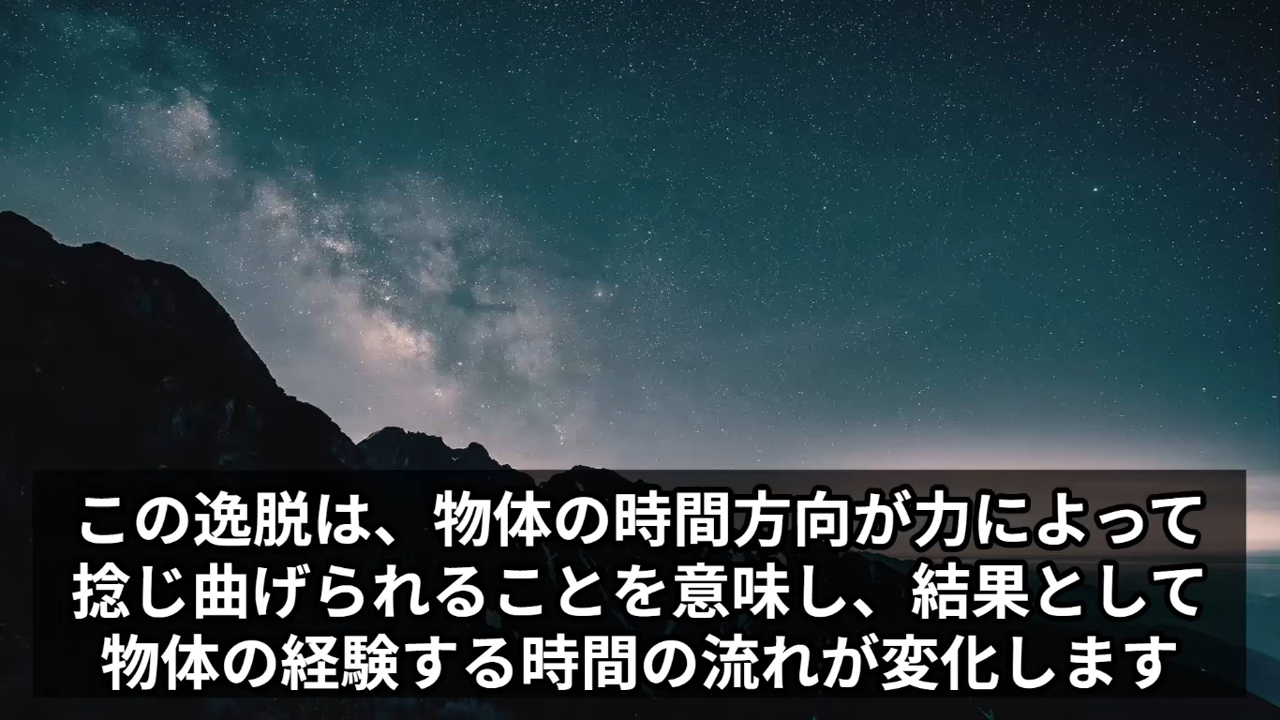 この逸脱は、物体の時間方向が力によって
捻じ曲げられることを意味し、結果として
物体の経験する時間の流れが変化します